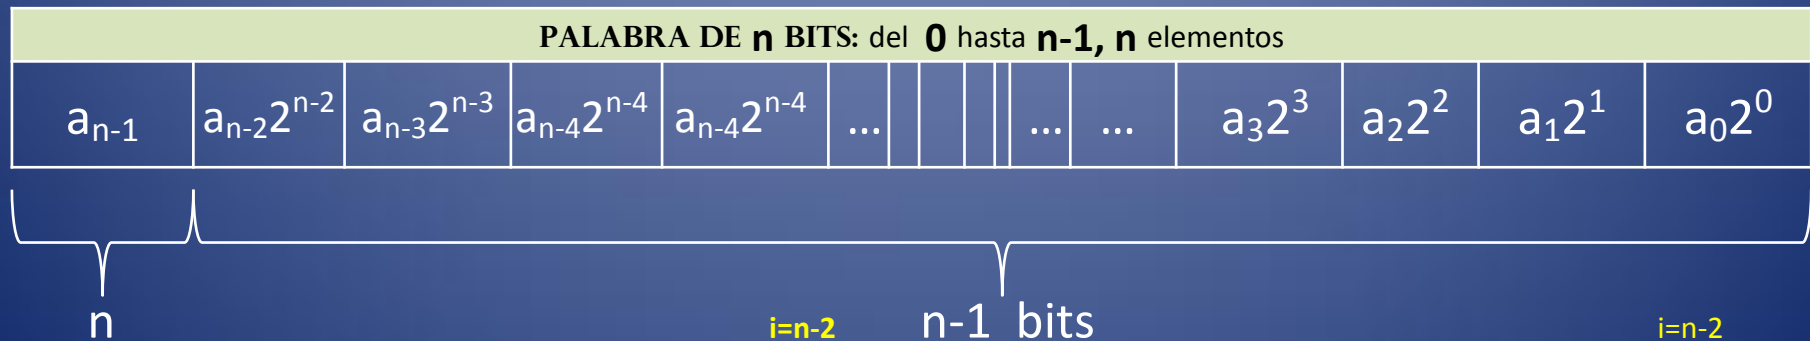 PALABRA DE n BITS: del 0 hasta n-1, n elementos
aₙ₋₁ aₙ₋₂2ⁿ⁻² aₙ₋₃2ⁿ⁻³ aₙ₋₄2ⁿ⁻⁴ aₙ₋₄2ⁿ⁻⁴ ... ... ... a₃2³ a₂2² a₁2¹ a₀2⁰
n i=n-2 n-1 bits i=n-2